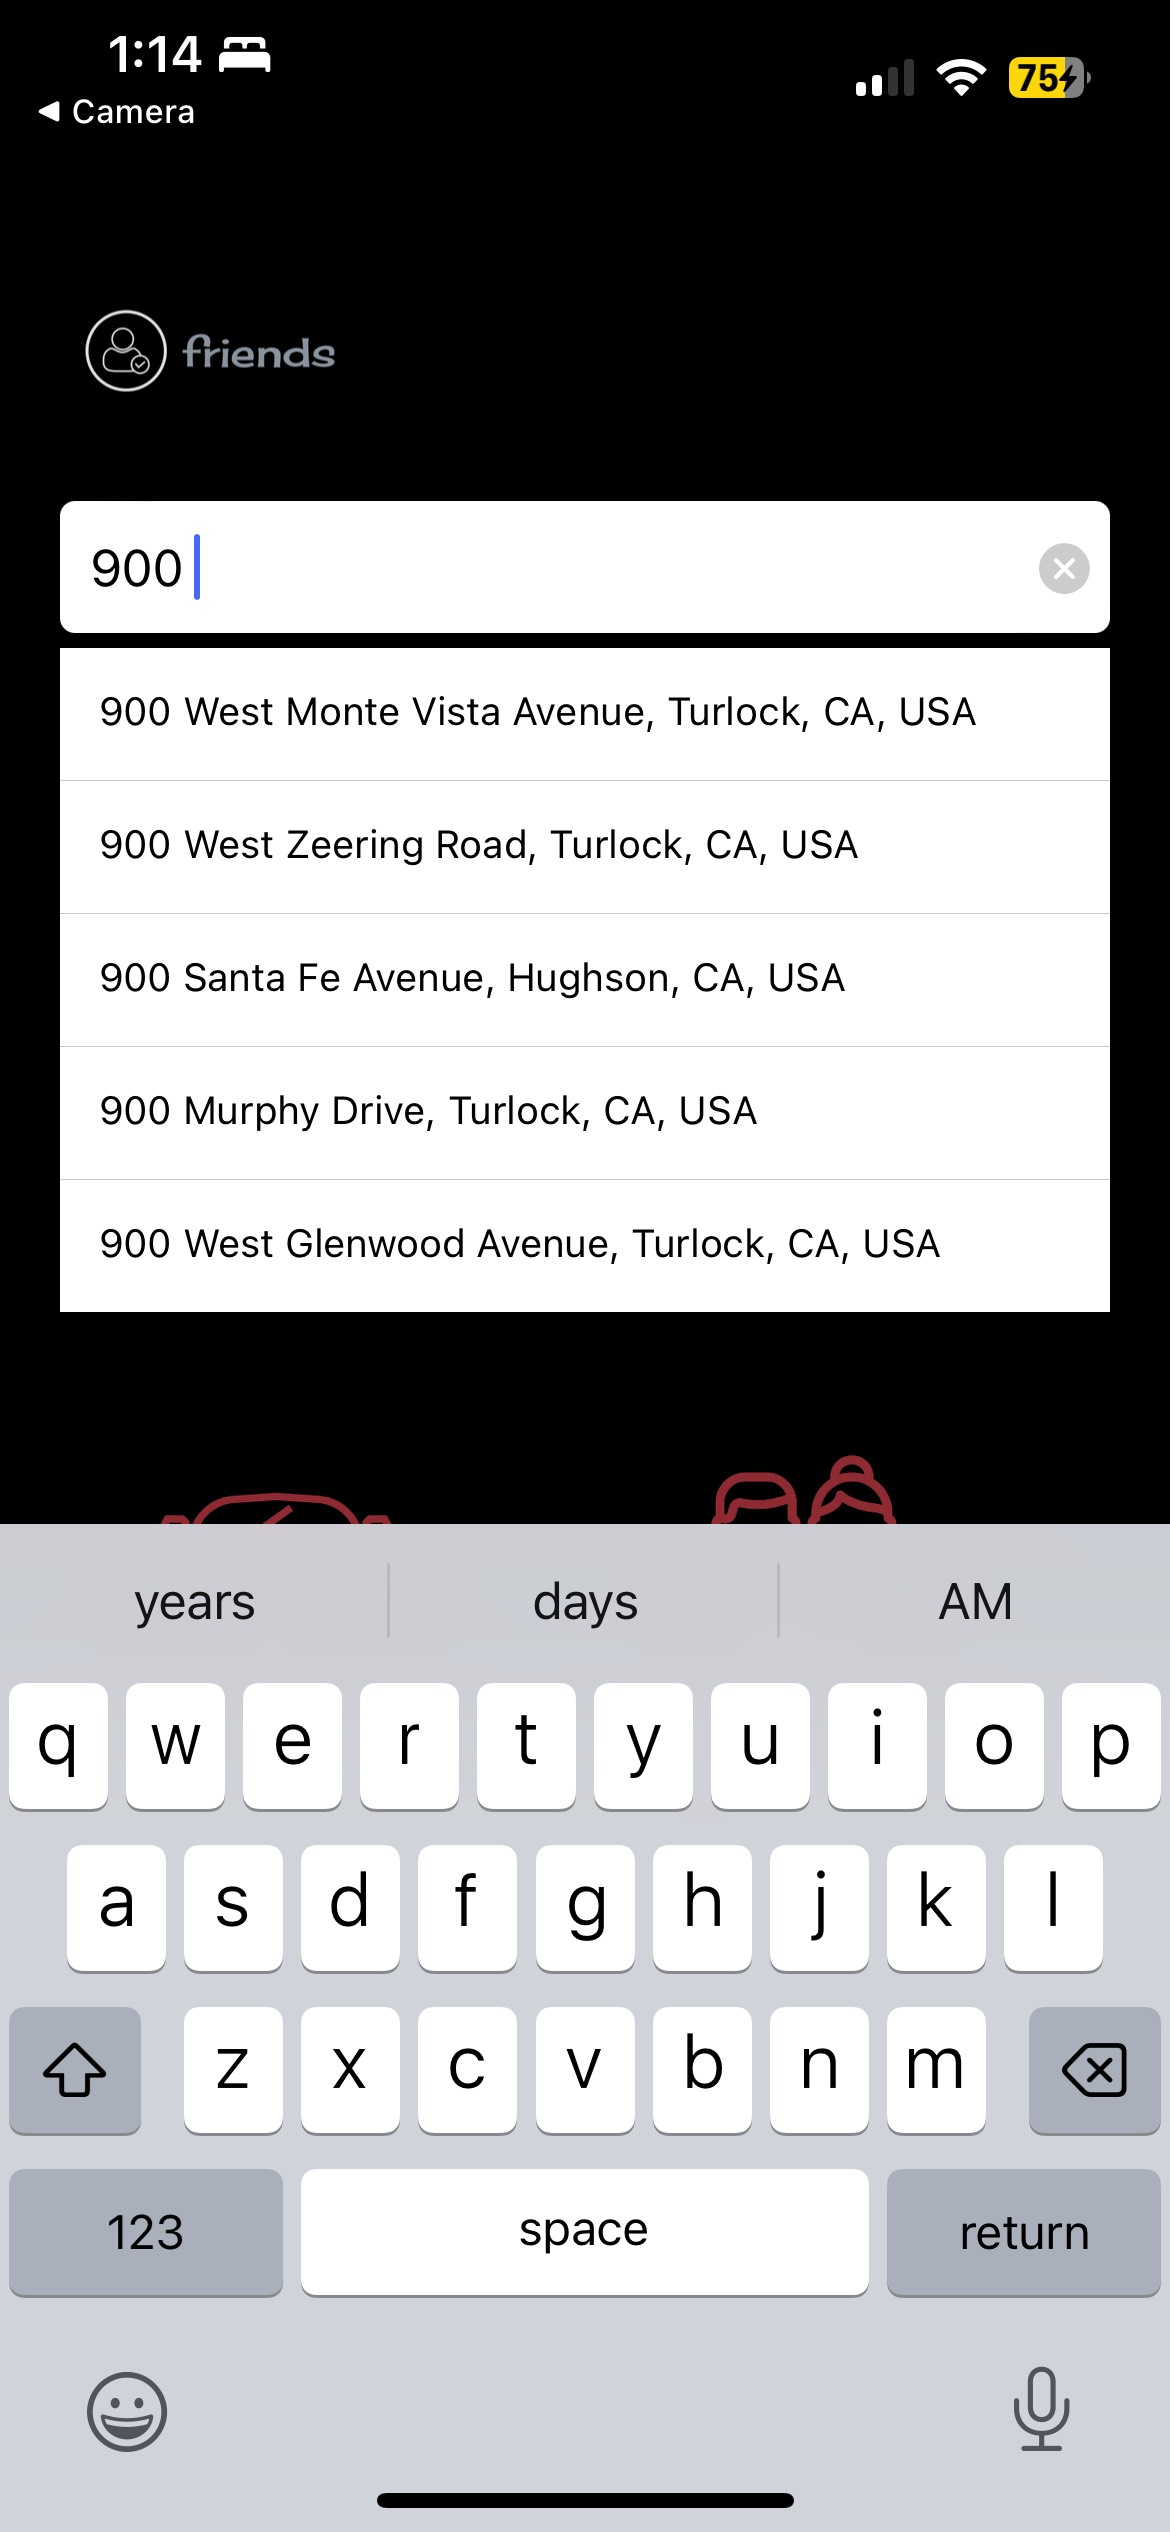 1:14
75
◀ Camera
friends
900
900 West Monte Vista Avenue, Turlock, CA, USA
900 West Zeering Road, Turlock, CA, USA
900 Santa Fe Avenue, Hughson, CA, USA
900 Murphy Drive, Turlock, CA, USA
900 West Glenwood Avenue, Turlock, CA, USA
years days AM
q w e r t y u i o p
a s d f g h j k l
z x c v b n m
123 space return